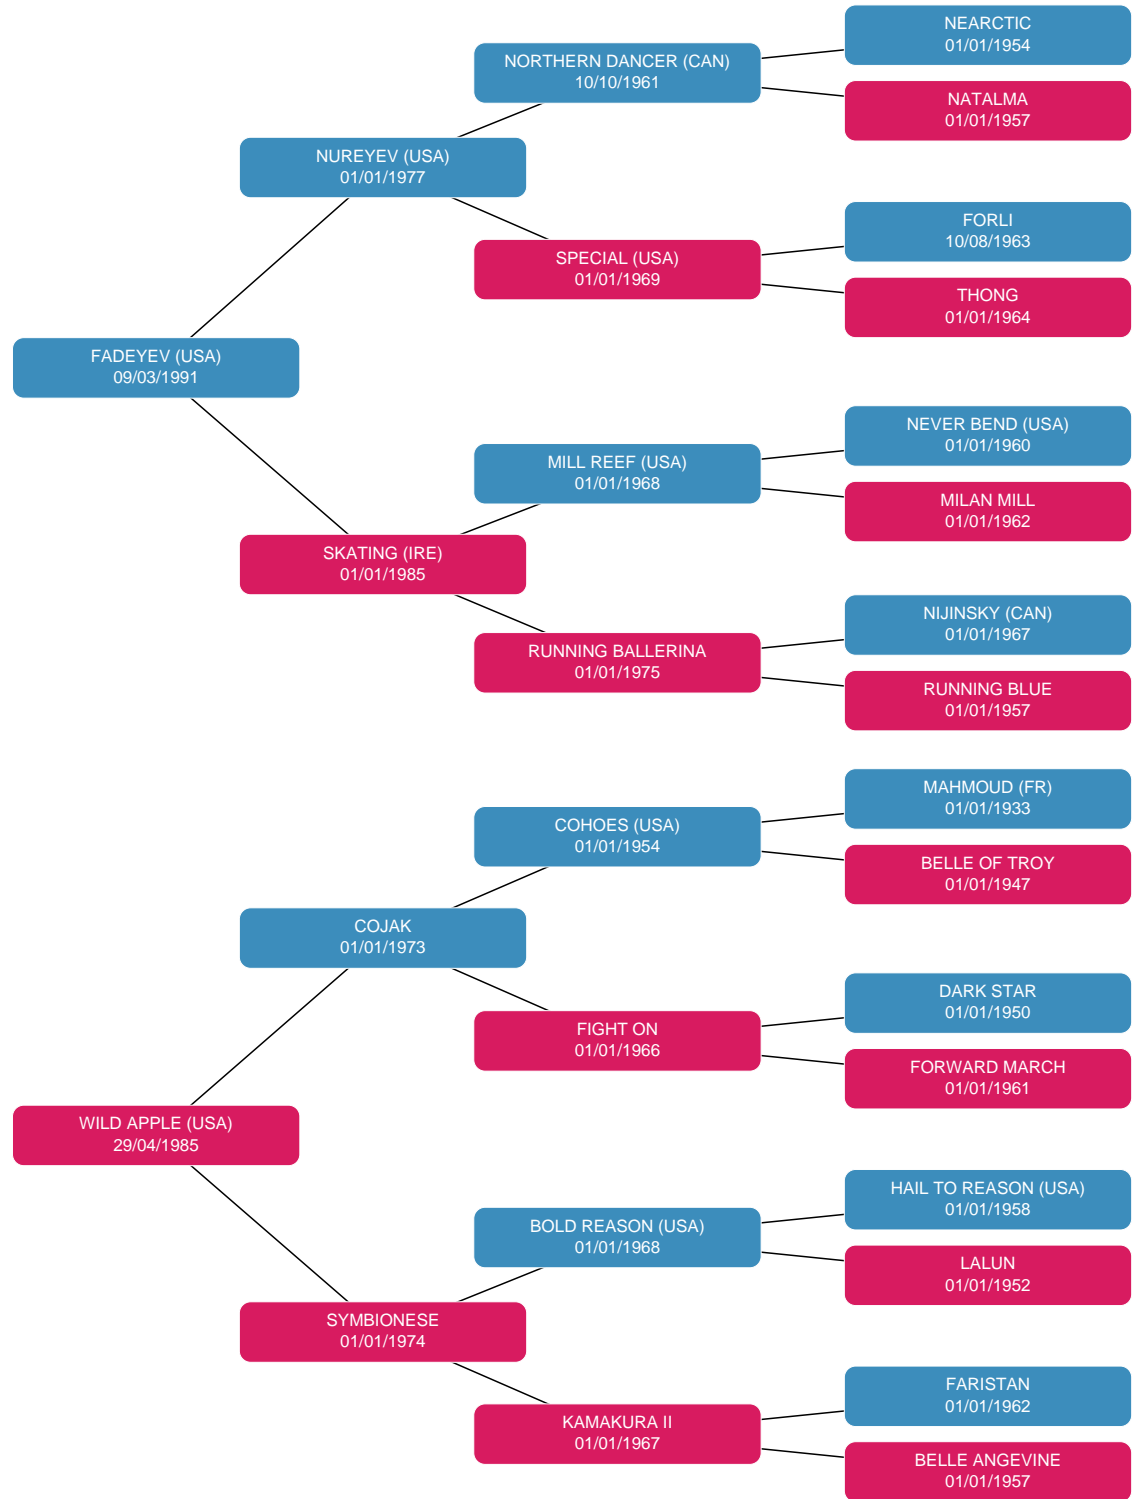 NEARCTIC
01/01/1954
NORTHERN DANCER (CAN)
10/10/1961
NATALMA
01/01/1957
NUREYEV (USA)
01/01/1977
FORLI
10/08/1963
SPECIAL (USA)
01/01/1969
THONG
01/01/1964
FADEYEV (USA)
09/03/1991
NEVER BEND (USA)
01/01/1960
MILL REEF (USA)
01/01/1968
MILAN MILL
01/01/1962
SKATING (IRE)
01/01/1985
NIJINSKY (CAN)
01/01/1967
RUNNING BALLERINA
01/01/1975
RUNNING BLUE
01/01/1957
MAHMOUD (FR)
01/01/1933
COHOES (USA)
01/01/1954
BELLE OF TROY
01/01/1947
COJAK
01/01/1973
DARK STAR
01/01/1950
FIGHT ON
01/01/1966
FORWARD MARCH
01/01/1961
WILD APPLE (USA)
29/04/1985
HAIL TO REASON (USA)
01/01/1958
BOLD REASON (USA)
01/01/1968
LALUN
01/01/1952
SYMBIONESE
01/01/1974
FARISTAN
01/01/1962
KAMAKURA II
01/01/1967
BELLE ANGEVINE
01/01/1957